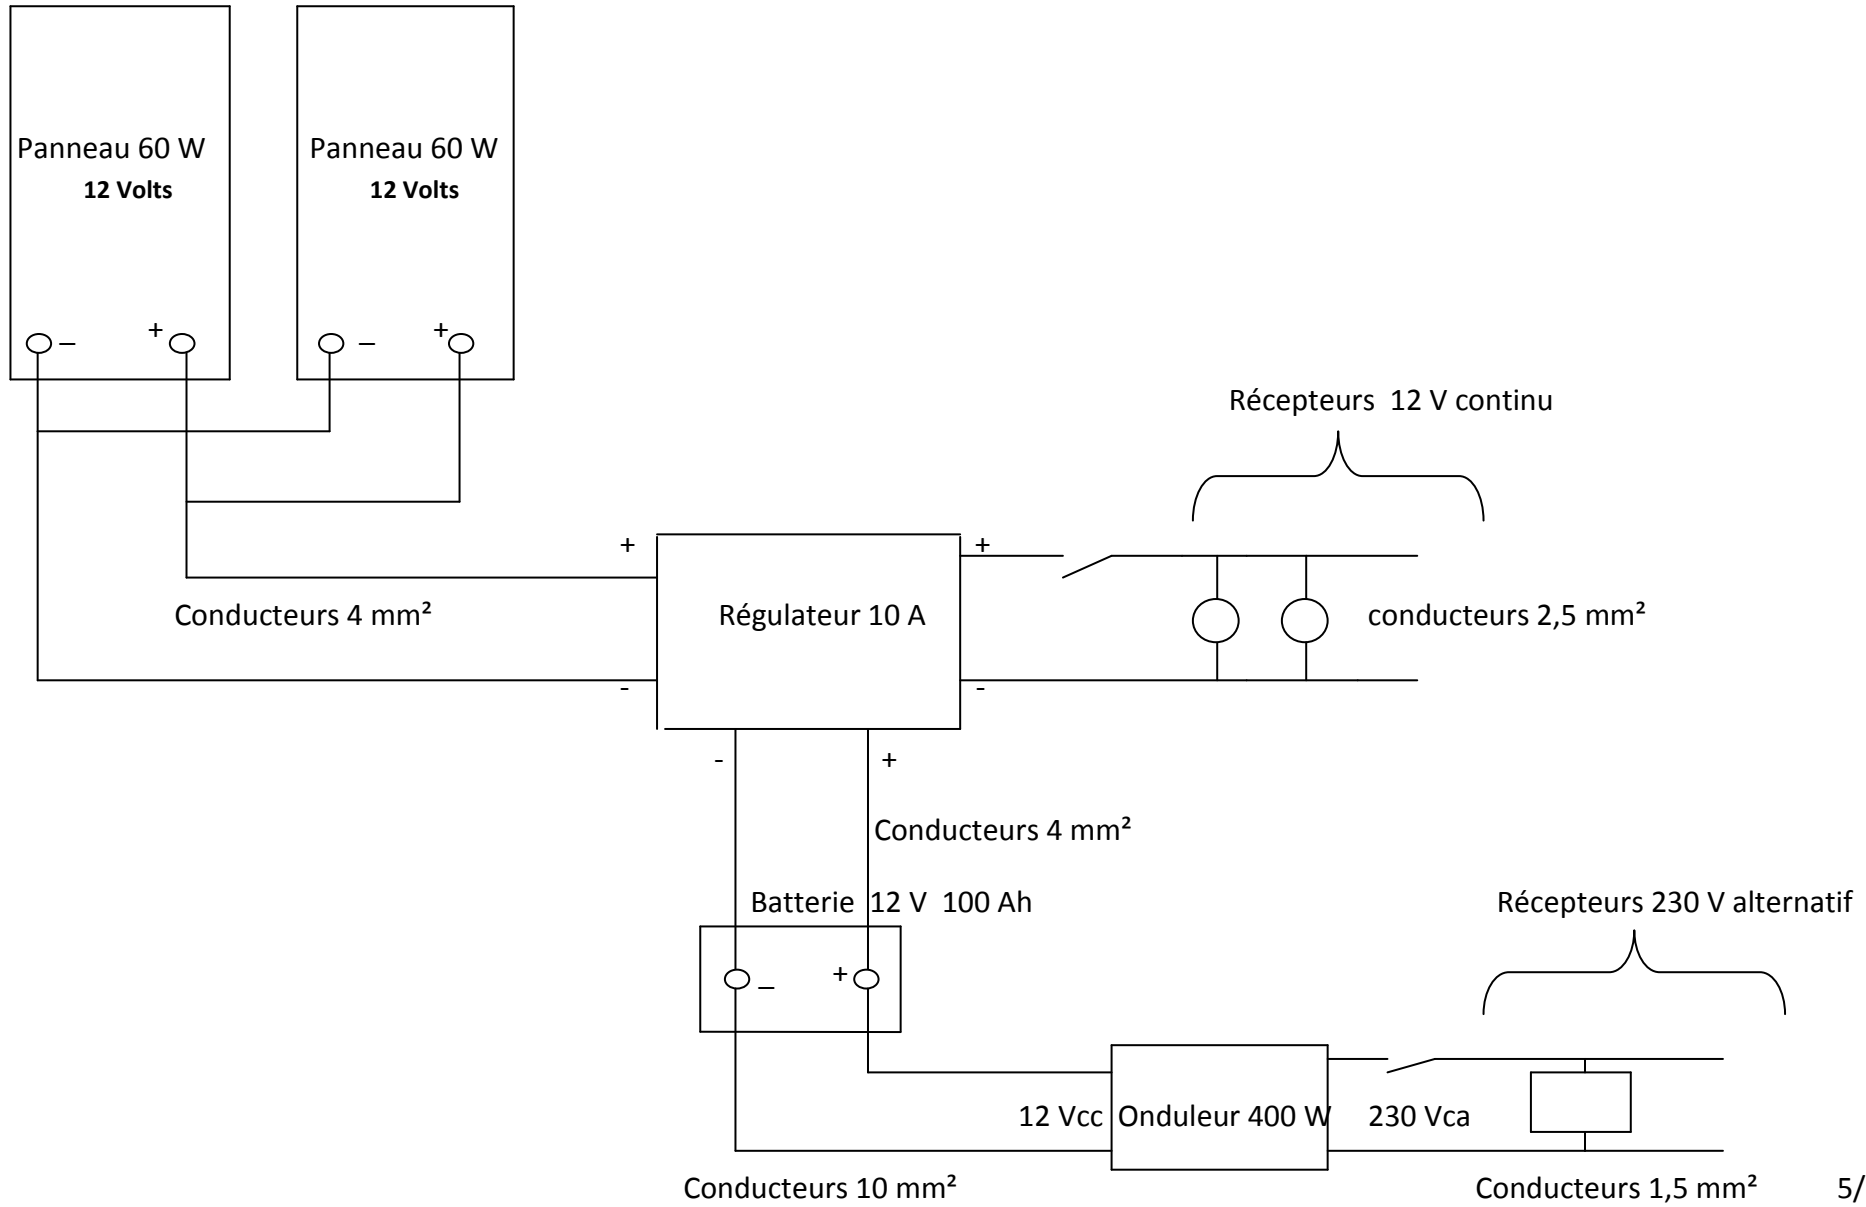 Panneau 60 W
12 Volts
Panneau 60 W
12 Volts
– +
– +
Récepteurs 12 V continu
+ +
Conducteurs 4 mm²
Régulateur 10 A
conducteurs 2,5 mm²
- -
- +
Conducteurs 4 mm²
Batterie 12 V 100 Ah
Récepteurs 230 V alternatif
– +
12 Vcc
Onduleur 400 W
230 Vca
Conducteurs 10 mm²
Conducteurs 1,5 mm²
5/